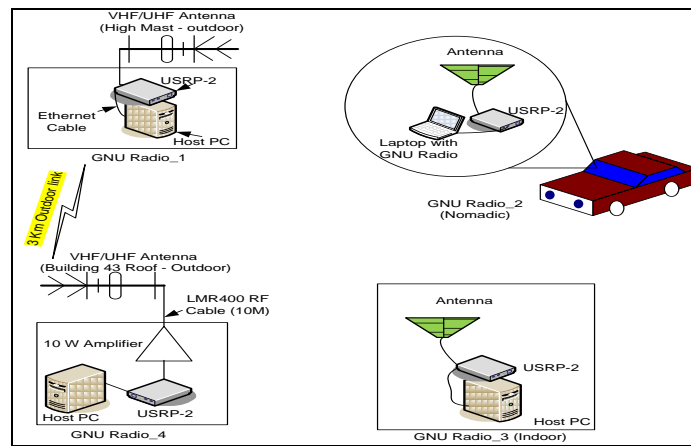 VHF/UHF Antenna
(High Mast - outdoor)
USRP-2
Ethernet
Cable
Host PC
GNU Radio_1
3 Km Outdoor link
VHF/UHF Antenna
(Building 43 Roof - Outdoor)
LMR400 RF
Cable (10M)
10 W Amplifier
USRP-2
Host PC
GNU Radio_4
Antenna
USRP-2
Laptop with
GNU Radio
GNU Radio_2
(Nomadic)
Antenna
USRP-2
Host PC
GNU Radio_3 (Indoor)